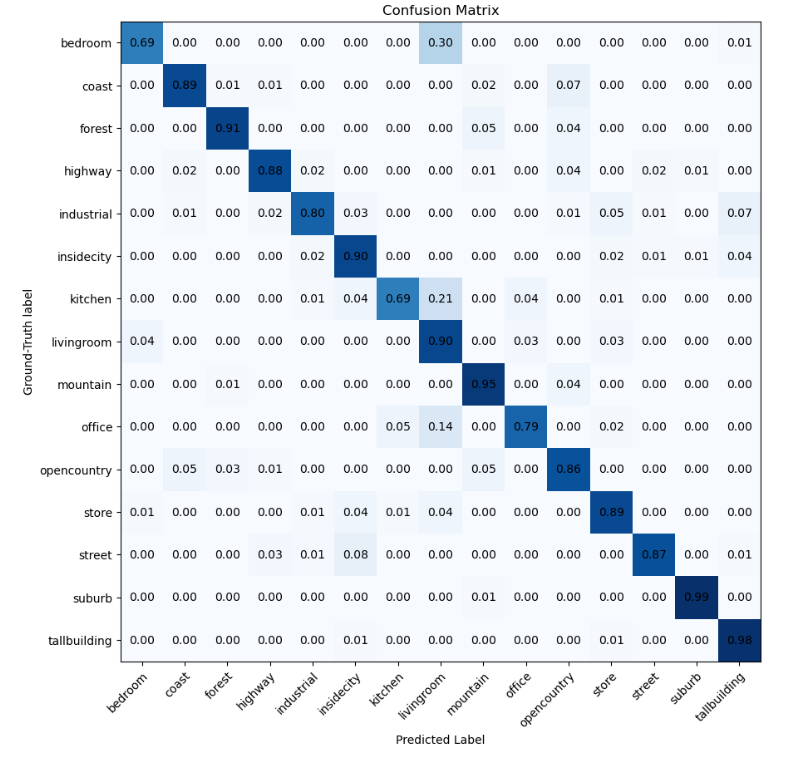 Confusion Matrix
bedroom 0.69 0.00 0.00 0.00 0.00 0.00 0.00 0.30 0.00 0.00 0.00 0.00 0.00 0.00 0.01
coast 0.00 0.89 0.01 0.01 0.00 0.00 0.00 0.00 0.02 0.00 0.07 0.00 0.00 0.00 0.00
forest 0.00 0.00 0.91 0.00 0.00 0.00 0.00 0.00 0.05 0.00 0.04 0.00 0.00 0.00 0.00
highway 0.00 0.02 0.00 0.88 0.02 0.00 0.00 0.00 0.01 0.00 0.04 0.00 0.02 0.01 0.00
industrial 0.00 0.01 0.00 0.02 0.80 0.03 0.00 0.00 0.00 0.00 0.01 0.05 0.01 0.00 0.07
insidecity 0.00 0.00 0.00 0.00 0.02 0.90 0.00 0.00 0.00 0.00 0.00 0.02 0.01 0.01 0.04
kitchen 0.00 0.00 0.00 0.00 0.01 0.04 0.69 0.21 0.00 0.04 0.00 0.01 0.00 0.00 0.00
livingroom 0.04 0.00 0.00 0.00 0.00 0.00 0.00 0.90 0.00 0.03 0.00 0.03 0.00 0.00 0.00
mountain 0.00 0.00 0.01 0.00 0.00 0.00 0.00 0.00 0.95 0.00 0.04 0.00 0.00 0.00 0.00
office 0.00 0.00 0.00 0.00 0.00 0.00 0.05 0.14 0.00 0.79 0.00 0.02 0.00 0.00 0.00
opencountry 0.00 0.05 0.03 0.01 0.00 0.00 0.00 0.00 0.05 0.00 0.86 0.00 0.00 0.00 0.00
store 0.01 0.00 0.00 0.00 0.01 0.04 0.01 0.04 0.00 0.00 0.00 0.89 0.00 0.00 0.00
street 0.00 0.00 0.00 0.03 0.01 0.08 0.00 0.00 0.00 0.00 0.00 0.00 0.87 0.00 0.01
suburb 0.00 0.00 0.00 0.00 0.00 0.00 0.00 0.00 0.01 0.00 0.00 0.00 0.00 0.99 0.00
tallbuilding 0.00 0.00 0.00 0.00 0.00 0.01 0.00 0.00 0.00 0.00 0.00 0.01 0.00 0.00 0.98
Ground-Truth label
bedroom coast forest highway industrial insidecity kitchen livingroom mountain office opencountry store street suburb tallbuilding
Predicted Label